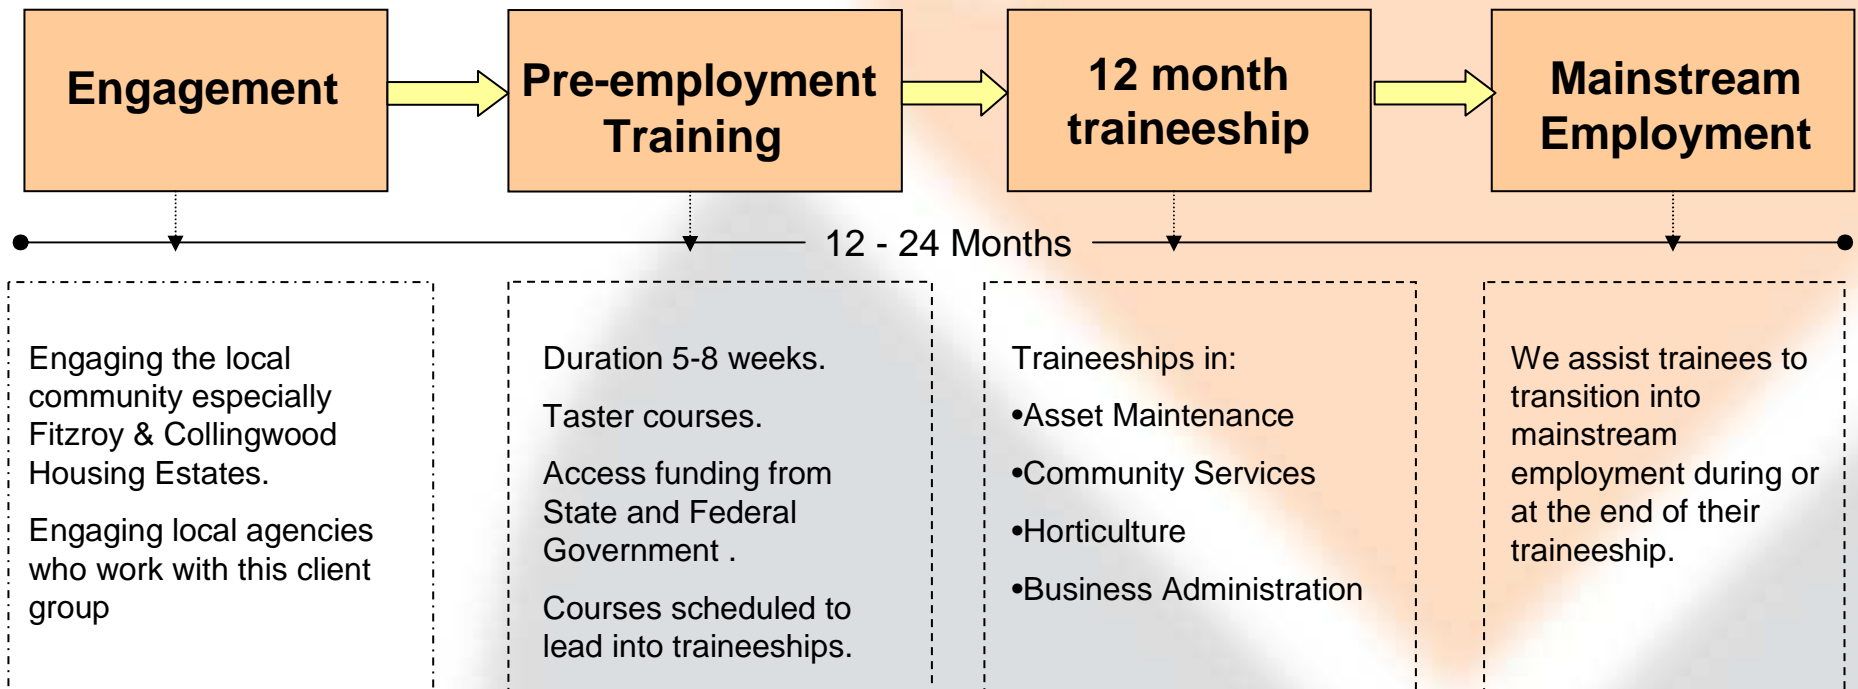 Engagement
Pre-employment
Training
12 month
traineeship
Mainstream
Employment
12 - 24 Months
Engaging the local
community especially
Fitzroy & Collingwood
Housing Estates.
Engaging local agencies
who work with this client
group
Duration 5-8 weeks.
Taster courses.
Access funding from
State and Federal
Government .
Courses scheduled to
lead into traineeships.
Traineeships in:
•Asset Maintenance
•Community Services
•Horticulture
•Business Administration
We assist trainees to
transition into
mainstream
employment during or
at the end of their
traineeship.